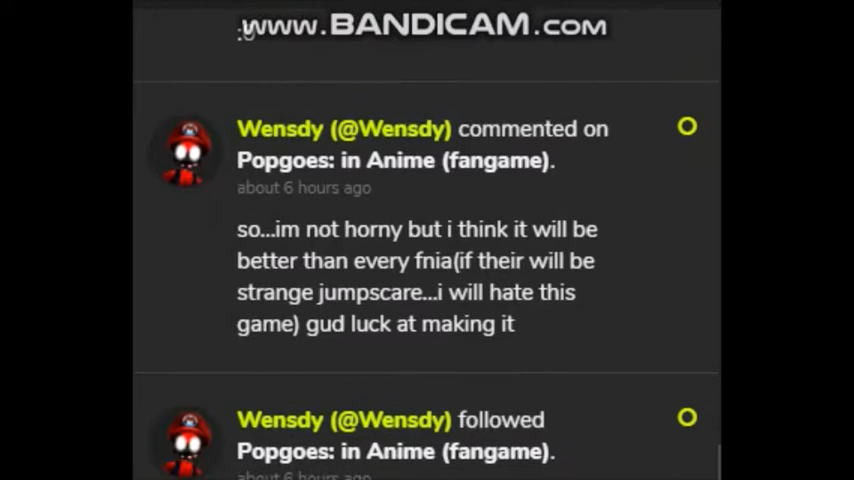 www.BANDICAM.COM
Wensdy (@Wensdy) commented on
Popgoes: in Anime (fangame).
about 6 hours ago
so...im not horny but i think it will be
better than every fnia(if their will be
strange jumpscare...i will hate this
game) gud luck at making it
Wensdy (@Wensdy) followed
Popgoes: in Anime (fangame).
about 6 hours ago